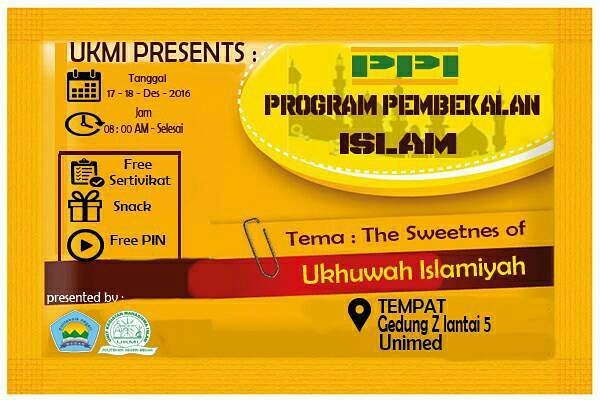 UKMI PRESENTS :
Tanggal
17 - 18 - Des - 2016
Jam
08 : 00 AM - Selesai
Free
Sertivikat
Snack
Free PIN
PPI
PROGRAM PEMBEKALAN
ISLAM
Tema : The Sweetnes of
Ukhuwah Islamiyah
presented by :
UKMI
TEMPAT
Gedung Z lantai 5
Unimed